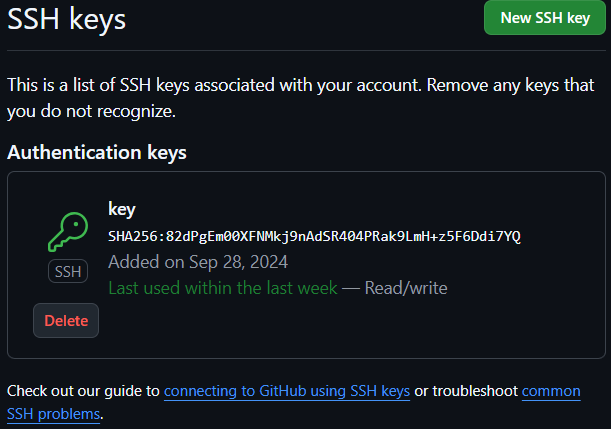 SSH keys
New SSH key
This is a list of SSH keys associated with your account. Remove any keys that
you do not recognize.
Authentication keys
key
SHA256:82dPgEm00XFNMkj9nAdSR404PRak9LmH+z5F6Ddi7YQ
SSH
Added on Sep 28, 2024
Last used within the last week — Read/write
Delete
Check out our guide to connecting to GitHub using SSH keys or troubleshoot common
SSH problems.